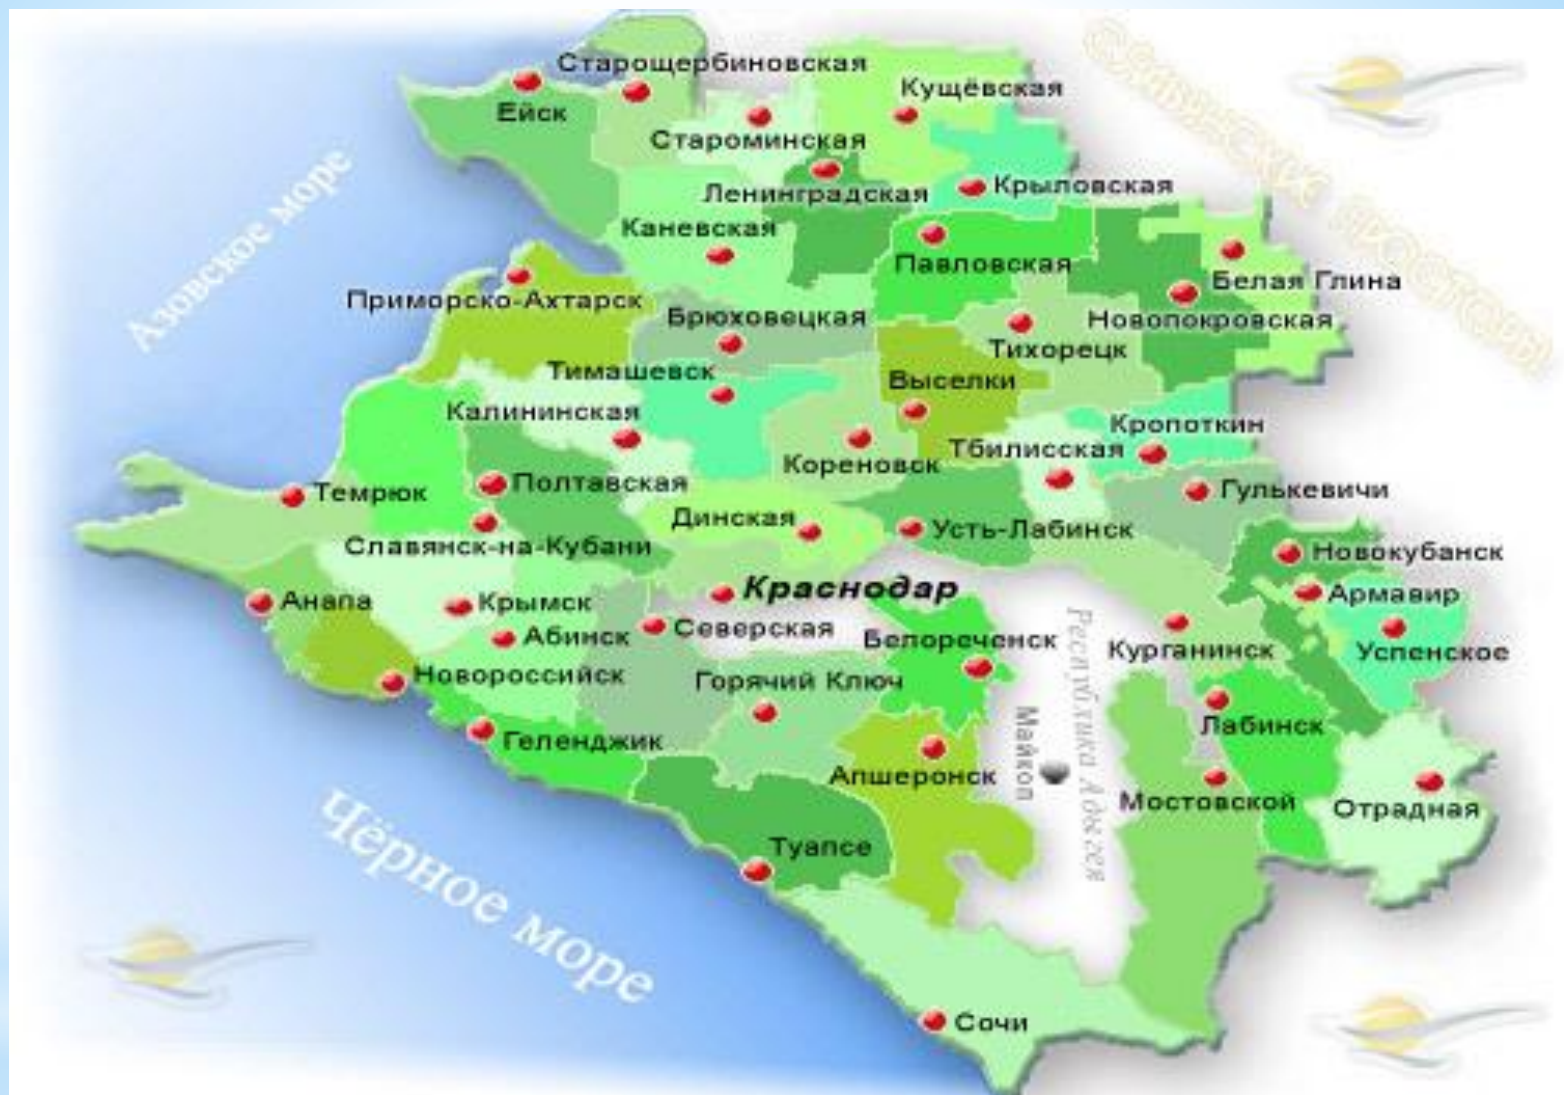 Старощербиновская
Кущёвская
Ейск
Староминская
Ленинградская
Крыловская
Азовское море
Каневская
Павловская
Белая Глина
Приморско-Ахтарск
Брюховецкая
Новопокровская
Тихорецк
Тимашевск
Выселки
Калининская
Кропоткин
Тбилисская
Кореновск
Темрюк
Полтавская
Гулькевичи
Динская
Усть-Лабинск
Славянск-на-Кубани
Новокубанск
Краснодар
Армавир
Анапа
Крымск
Северская
Абинск
Белореченск
Республика Адыгея
Курганинск
Успенское
Новороссийск
Горячий Ключ
Майкоп
Лабинск
Геленджик
Апшеронск
Мостовской
Отрадная
Туапсе
Чёрное море
Сочи